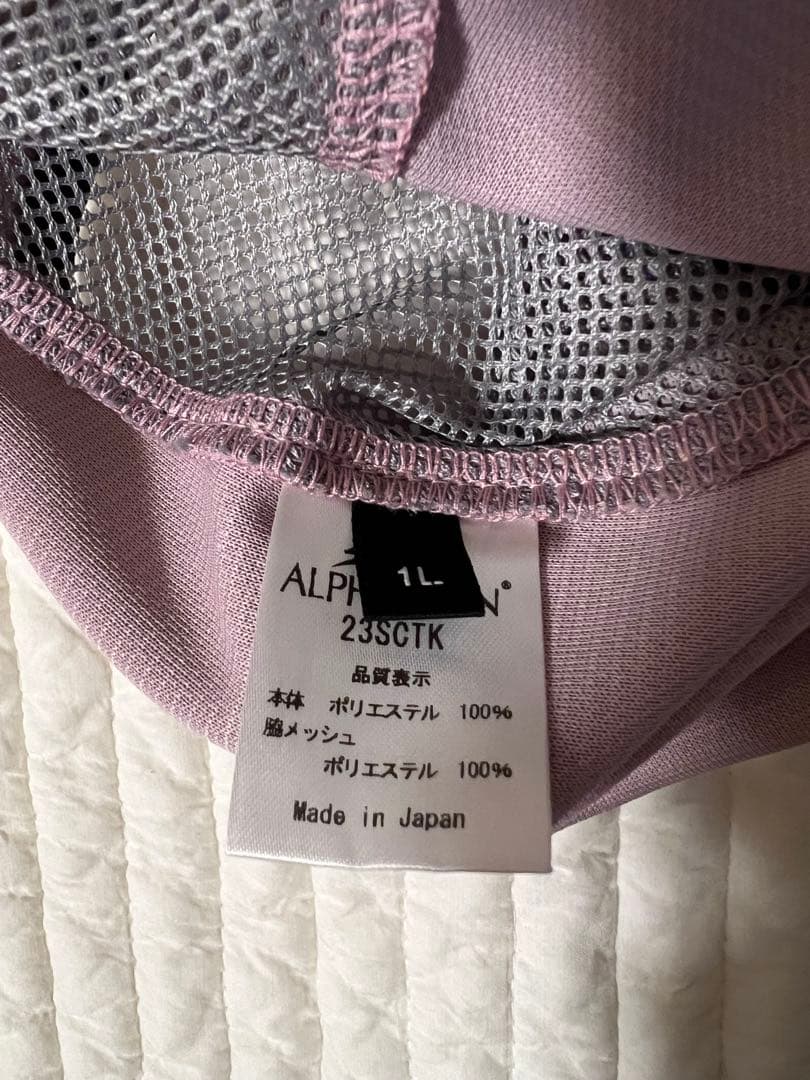 1L
23SCTK
品質表示
本体 ポリエステル 100%
脇メッシュ
ポリエステル 100%
Made in Japan